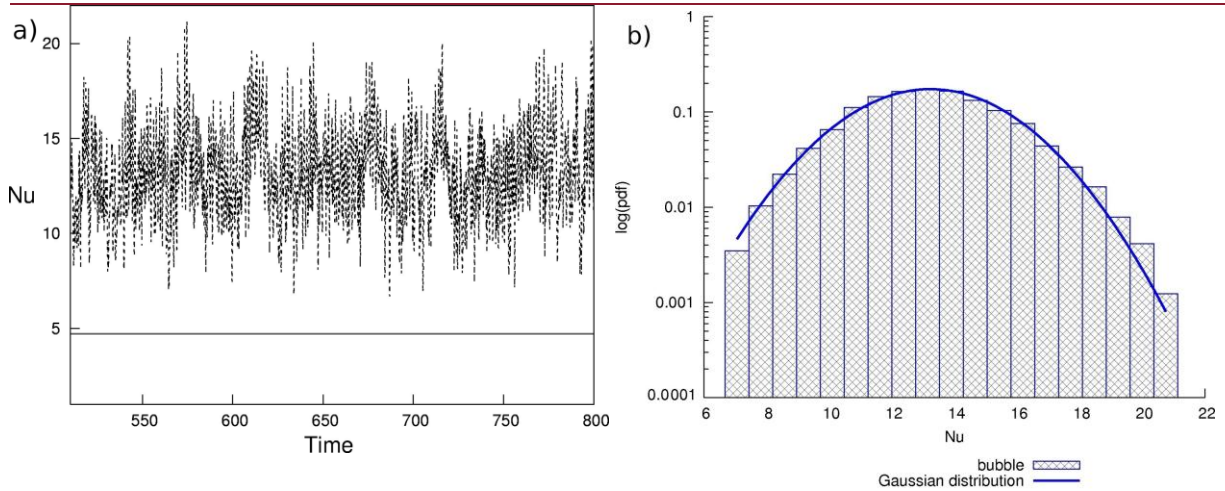 a)
20
15
Nu
10
5
550 600 650 700 750 800
Time
b)
1
0.1
log(pdf)
0.01
0.001
0.0001
6 8 10 12 14 16 18 20 22
Nu
bubble
Gaussian distribution